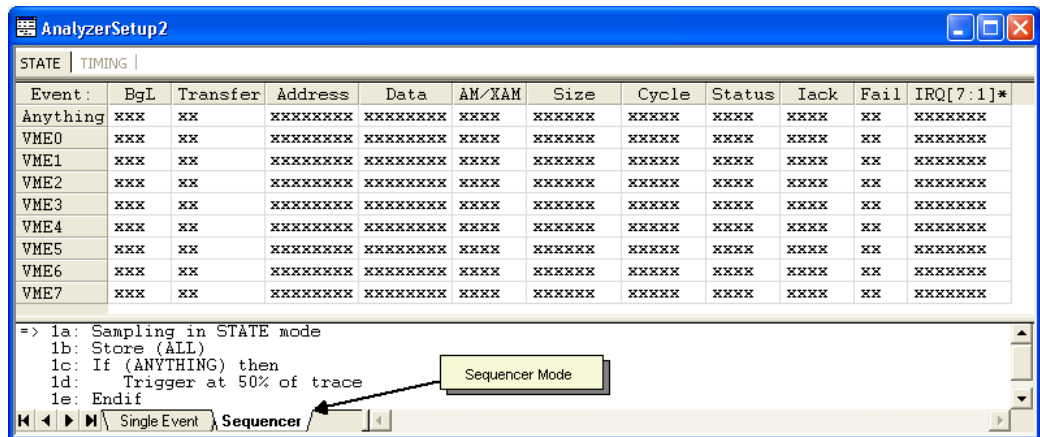 AnalyzerSetup2
STATE | TIMING |
Event: BgL Transfer Address Data AM/XAM Size Cycle Status Iack Fail IRQ[7:1]*
Anything xxx xx xxxxxxxx xxxxxxxx xxxx xxxxxx xxxxx xxxx xxxx xx xxxxxxx
VME0 xxx xx xxxxxxxx xxxxxxxx xxxx xxxxxx xxxxx xxxx xxxx xx xxxxxxx
VME1 xxx xx xxxxxxxx xxxxxxxx xxxx xxxxxx xxxxx xxxx xxxx xx xxxxxxx
VME2 xxx xx xxxxxxxx xxxxxxxx xxxx xxxxxx xxxxx xxxx xxxx xx xxxxxxx
VME3 xxx xx xxxxxxxx xxxxxxxx xxxx xxxxxx xxxxx xxxx xxxx xx xxxxxxx
VME4 xxx xx xxxxxxxx xxxxxxxx xxxx xxxxxx xxxxx xxxx xxxx xx xxxxxxx
VME5 xxx xx xxxxxxxx xxxxxxxx xxxx xxxxxx xxxxx xxxx xxxx xx xxxxxxx
VME6 xxx xx xxxxxxxx xxxxxxxx xxxx xxxxxx xxxxx xxxx xxxx xx xxxxxxx
VME7 xxx xx xxxxxxxx xxxxxxxx xxxx xxxxxx xxxxx xxxx xxxx xx xxxxxxx
=> 1a: Sampling in STATE mode
1b: Store (ALL)
1c: If (ANYTHING) then
1d: Trigger at 50% of trace
1e: Endif
Sequencer Mode
Single Event Sequencer